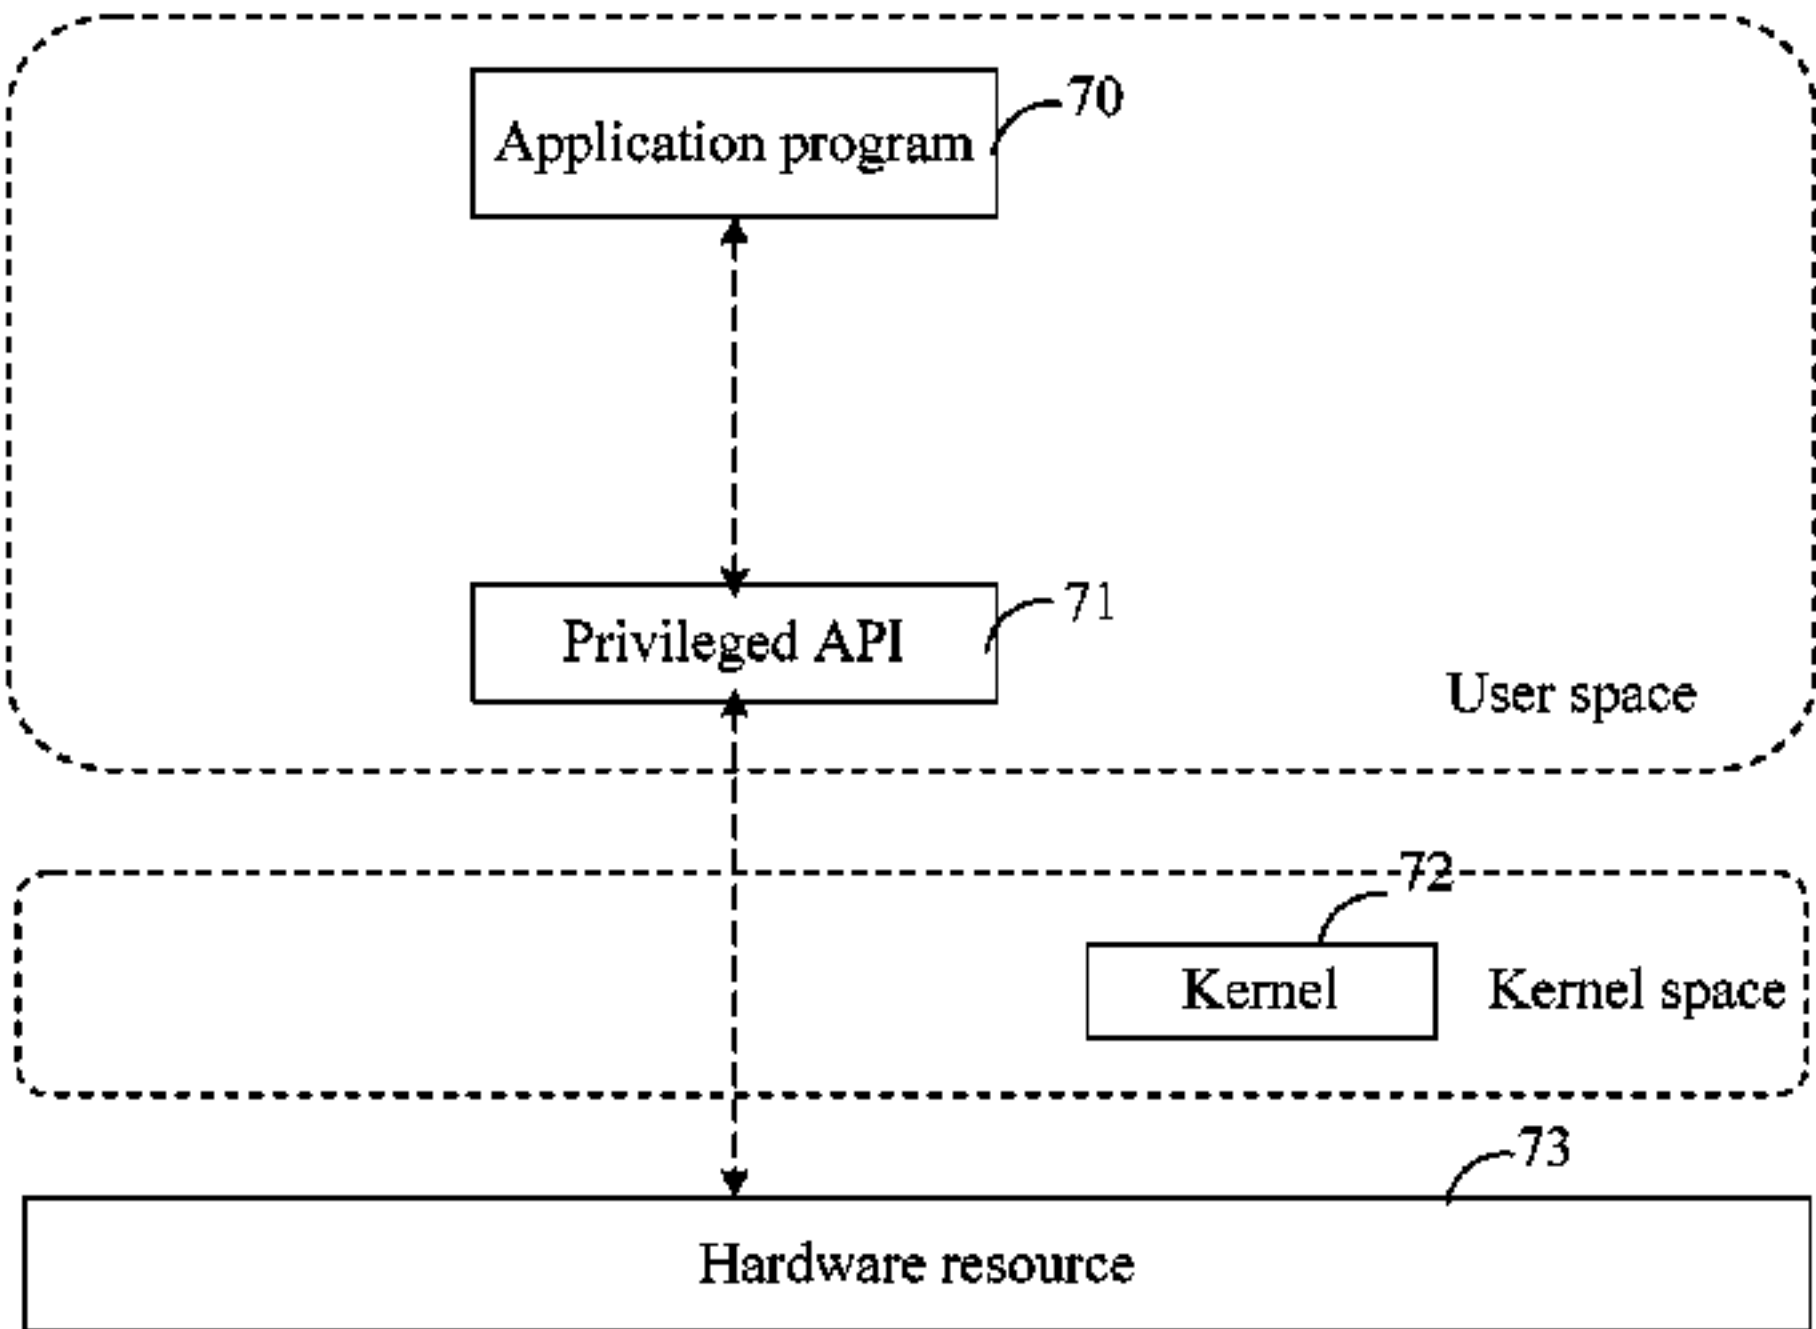 70
Application program
71
Privileged API
User space
72
Kernel
Kernel space
73
Hardware resource